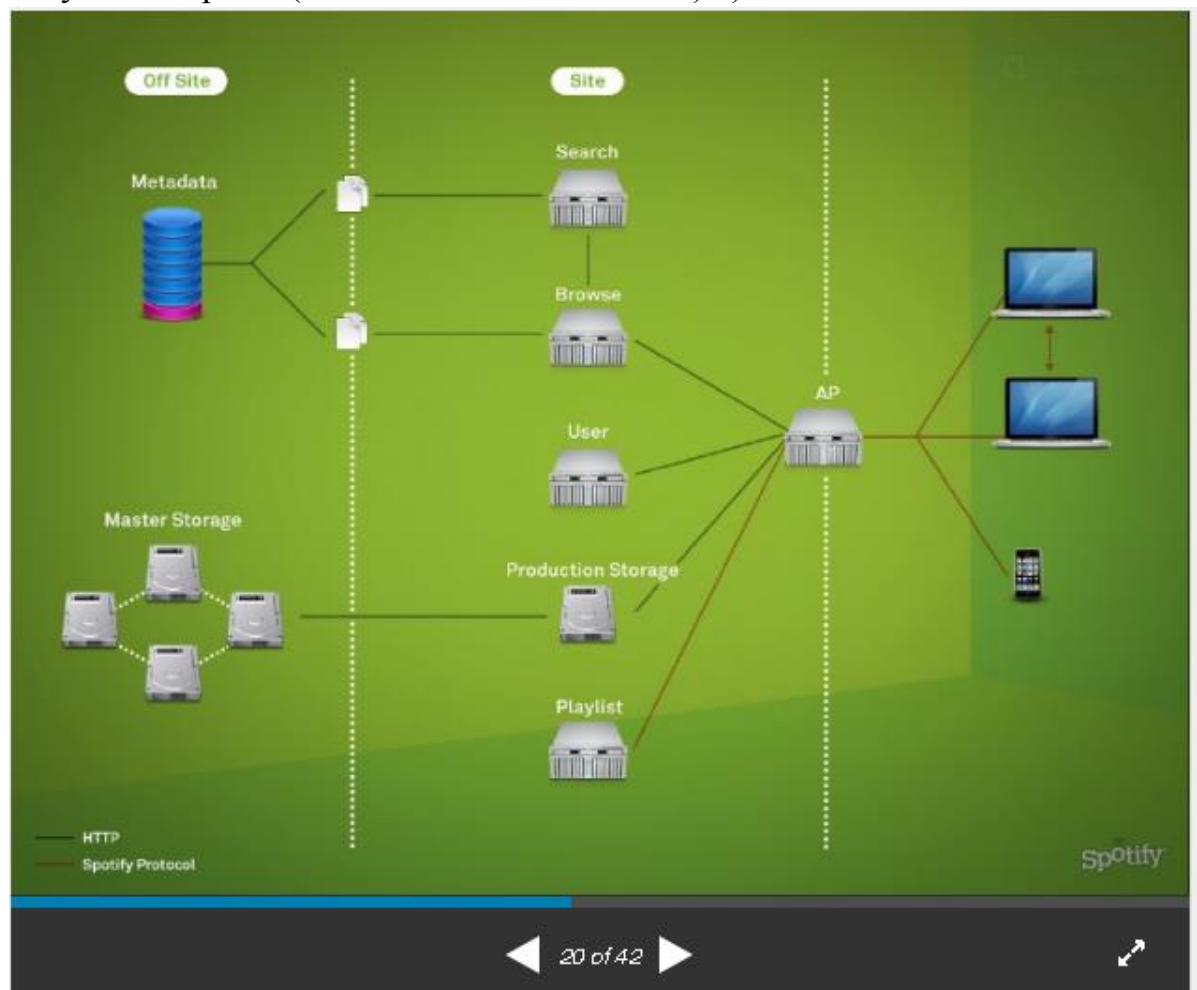 Off Site
Site
Search
Metadata
Browse
AP
User
Master Storage
Production Storage
Playlist
HTTP
Spotify Protocol
Spotify
20 of 42